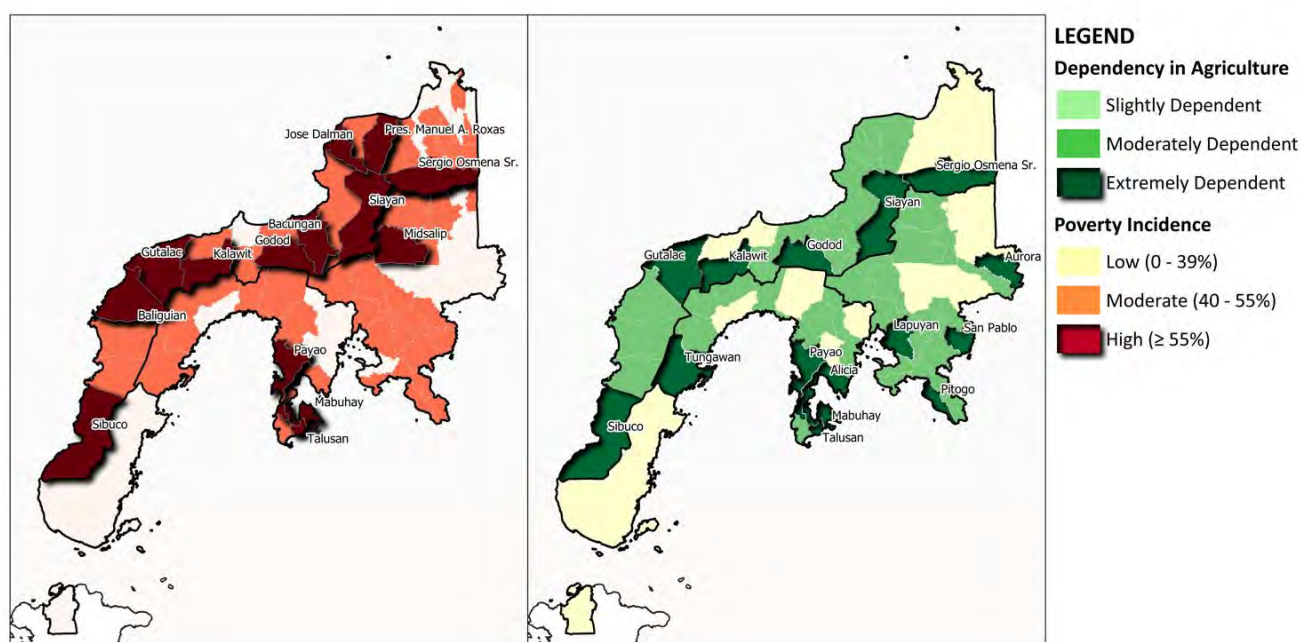 Jose Dalman
Pres. Manuel A. Roxas
Sergio Osmena Sr.
Siayan
Bacungan
Godod
Midsalip
Gutalac
Kalawit
Baliguian
Payao
Mabuhay
Talusan
Sibuco
Sergio Osmena Sr.
Siayan
Godod
Gutalac
Kalawit
Aurora
Lapuyan
San Pablo
Tungawan
Payao
Alicia
Pitogo
Mabuhay
Talusan
Sibuco
LEGEND
Dependency in Agriculture
Slightly Dependent
Moderately Dependent
Extremely Dependent
Poverty Incidence
Low (0 - 39%)
Moderate (40 - 55%)
High (≥ 55%)